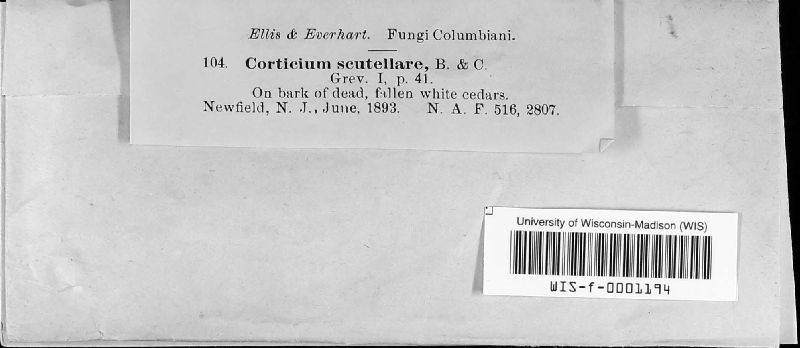 Ellis & Everhart. Fungi Columbiani.
104. Corticium scutellare, B. & C.
Grev. I, p. 41.
On bark of dead, fallen white cedars.
Newfield, N. J., June, 1893. N. A. F. 516, 2807.
University of Wisconsin-Madison (WIS)
WIS-f-0001194